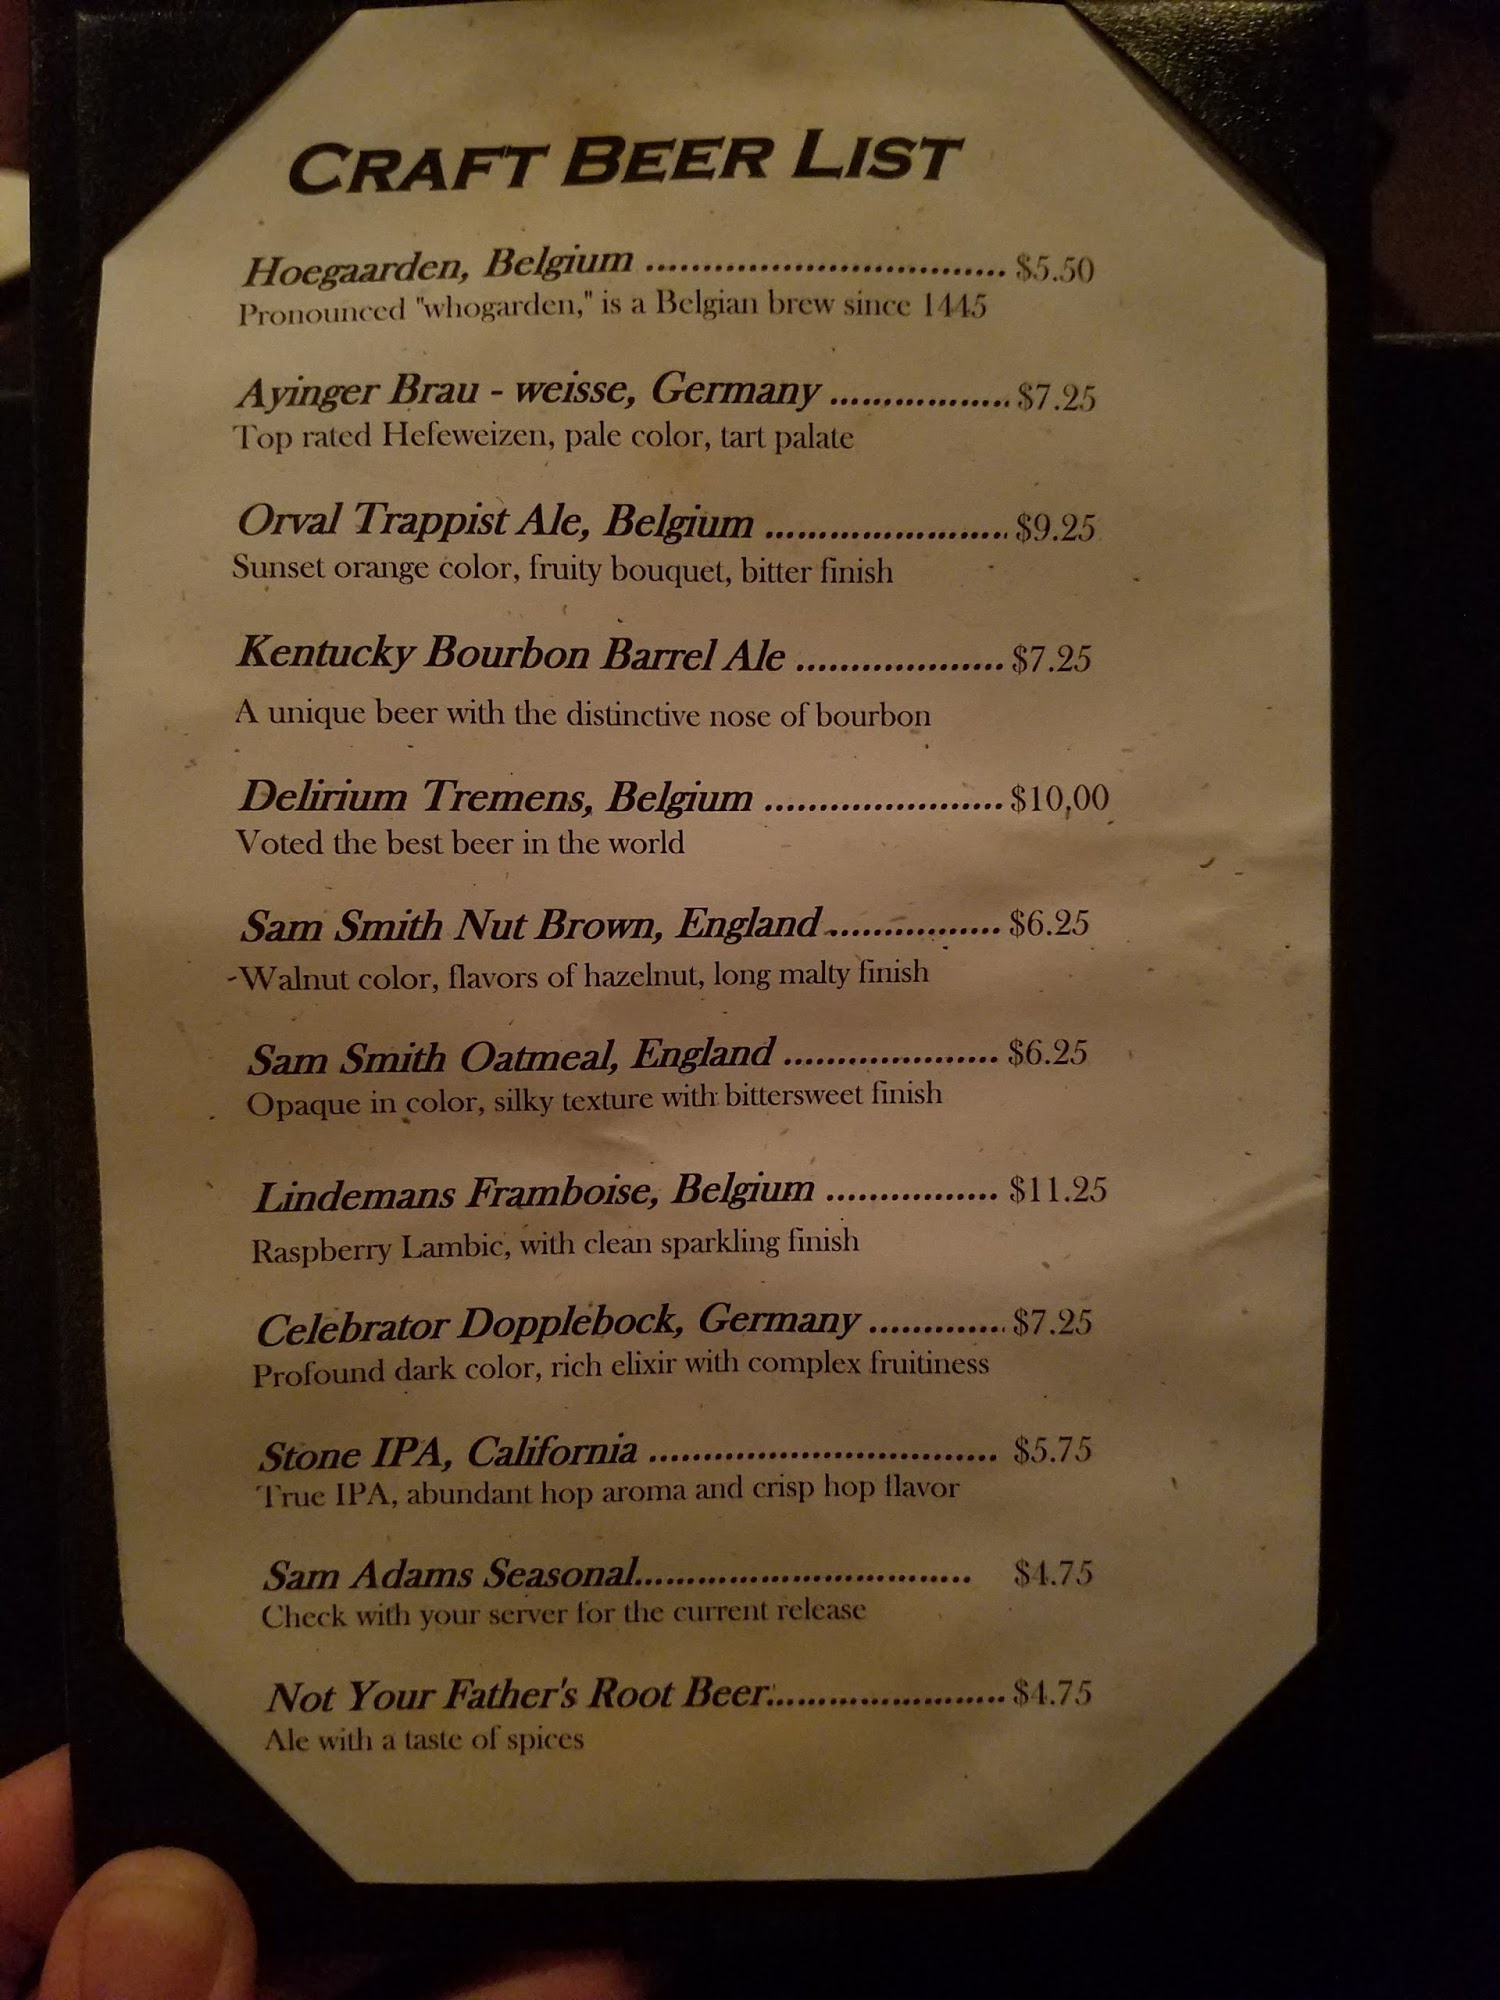 Craft Beer List
Hoegaarden, Belgium ................................ $5.50
Pronounced "whogarden," is a Belgian brew since 1445
Ayinger Brau - weisse, Germany ................. $7.25
Top rated Hefeweizen, pale color, tart palate
Orval Trappist Ale, Belgium ....................... $9.25
Sunset orange color, fruity bouquet, bitter finish
Kentucky Bourbon Barrel Ale ................... $7.25
A unique beer with the distinctive nose of bourbon
Delirium Tremens, Belgium ...................... $10,00
Voted the best beer in the world
Sam Smith Nut Brown, England ................ $6.25
-Walnut color, flavors of hazelnut, long malty finish
Sam Smith Oatmeal, England .................... $6.25
Opaque in color, silky texture with bittersweet finish
Lindemans Framboise, Belgium ................ $11.25
Raspberry Lambic, with clean sparkling finish
Celebrator Dopplebock, Germany ............. $7.25
Profound dark color, rich elixir with complex fruitiness
Stone IPA, California ................................ $5.75
True IPA, abundant hop aroma and crisp hop flavor
Sam Adams Seasonal................................ $4.75
Check with your server for the current release
Not Your Father's Root Beer....................... $4.75
Ale with a taste of spices